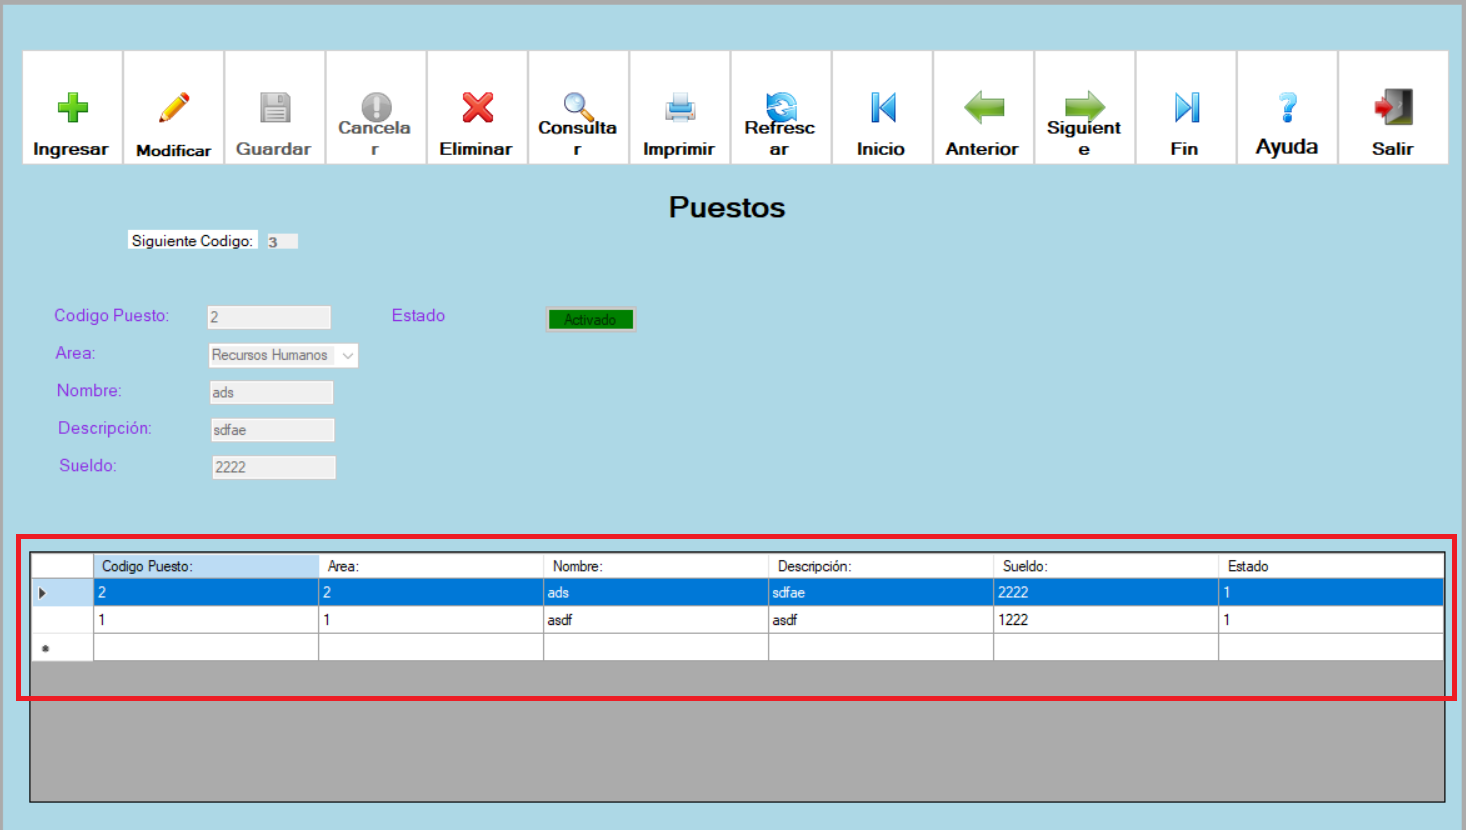 Ingresar
Modificar
Guardar
Cancela
r
Eliminar
Consulta
r
Imprimir
Refresc
ar
Inicio
Anterior
Siguient
e
Fin
Ayuda
Salir
Puestos
Siguiente Codigo: 3
Codigo Puesto: 2 Estado Activado
Area: Recursos Humanos
Nombre: ads
Descripción: sdfae
Sueldo: 2222
Codigo Puesto: Area: Nombre: Descripción: Sueldo: Estado
2 2 ads sdfae 2222 1
1 1 asdf asdf 1222 1